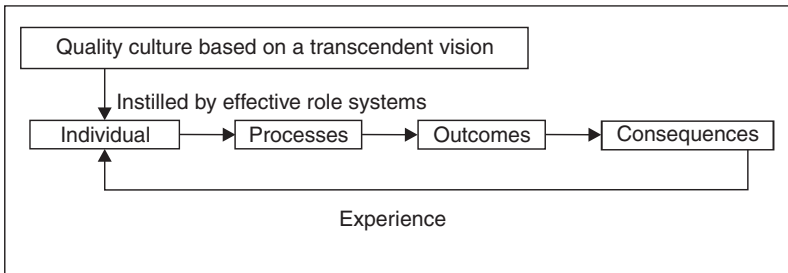 Quality culture based on a transcendent vision
Instilled by effective role systems
Individual
Processes
Outcomes
Consequences
Experience